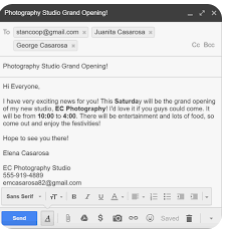 Photography Studio Grand Opening!
To stancoop@gmail.com × Juanita Casarosa ×
George Casarosa × Cc Bcc
Photography Studio Grand Opening!
Hi Everyone,
I have very exciting news for you! This Saturday will be the grand opening
of my new studio, EC Photography! I'd love it if you guys could come. It
will be from 10:00 to 4:00. There will be entertainment and lots of food, so
come out and enjoy the festivities!
Hope to see you there!
Elena Casarosa
EC Photography Studio
555-919-4889
emcasarosa82@gmail.com
Sans Serif
Send Saved